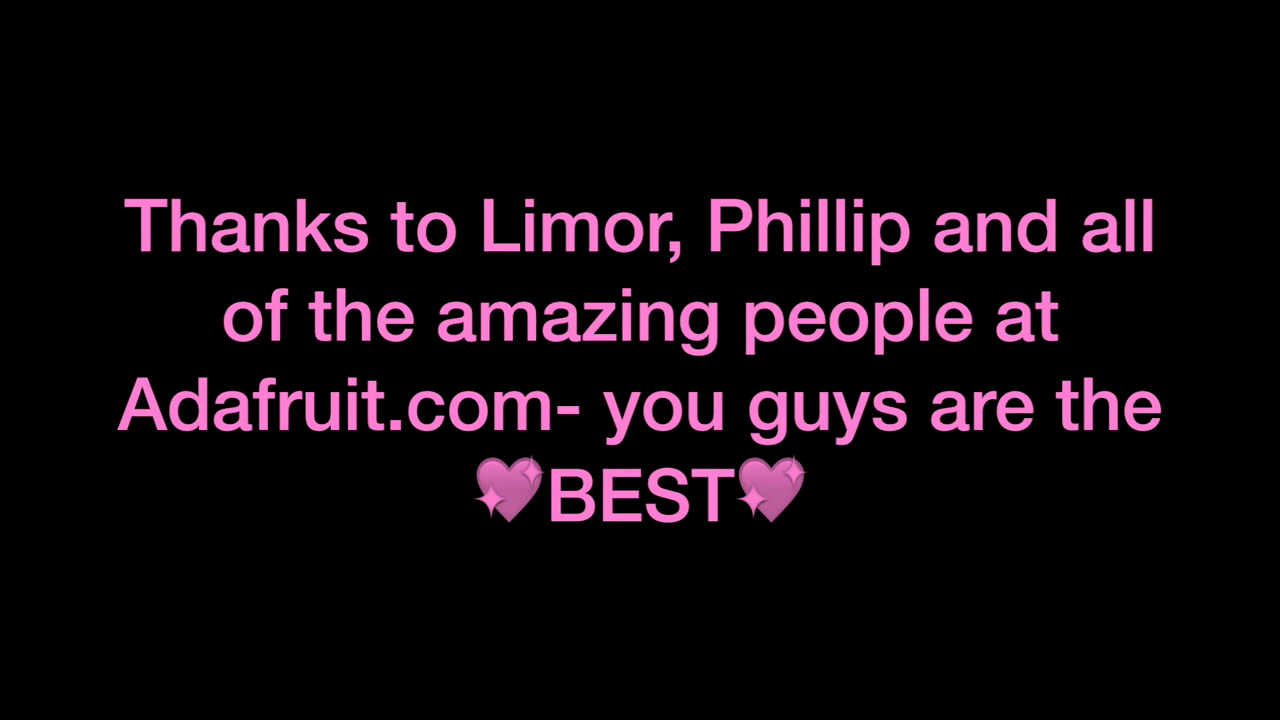 Thanks to Limor, Phillip and all
of the amazing people at
Adafruit.com- you guys are the
💖BEST💖